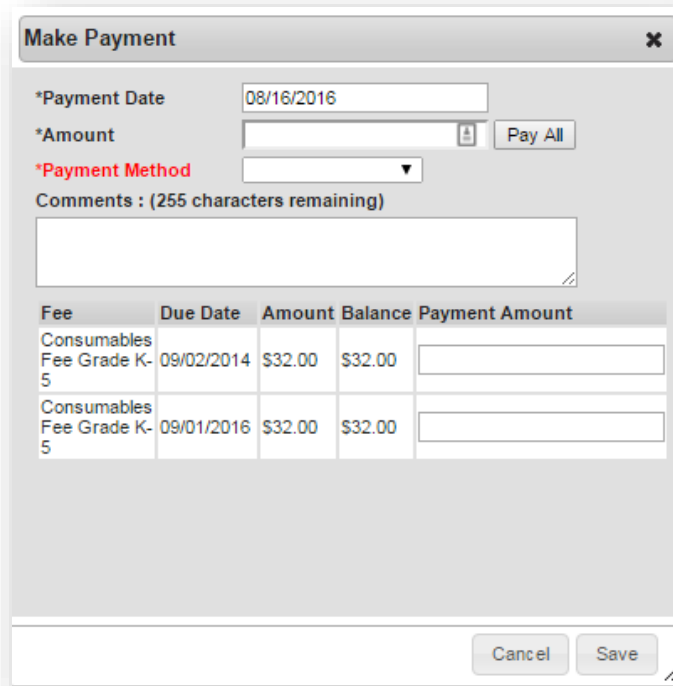 Make Payment
*Payment Date 08/16/2016
*Amount Pay All
*Payment Method
Comments : (255 characters remaining)
Fee Due Date Amount Balance Payment Amount
Consumables
Fee Grade K- 09/02/2014 $32.00 $32.00
5
Consumables
Fee Grade K- 09/01/2016 $32.00 $32.00
5
Cancel Save